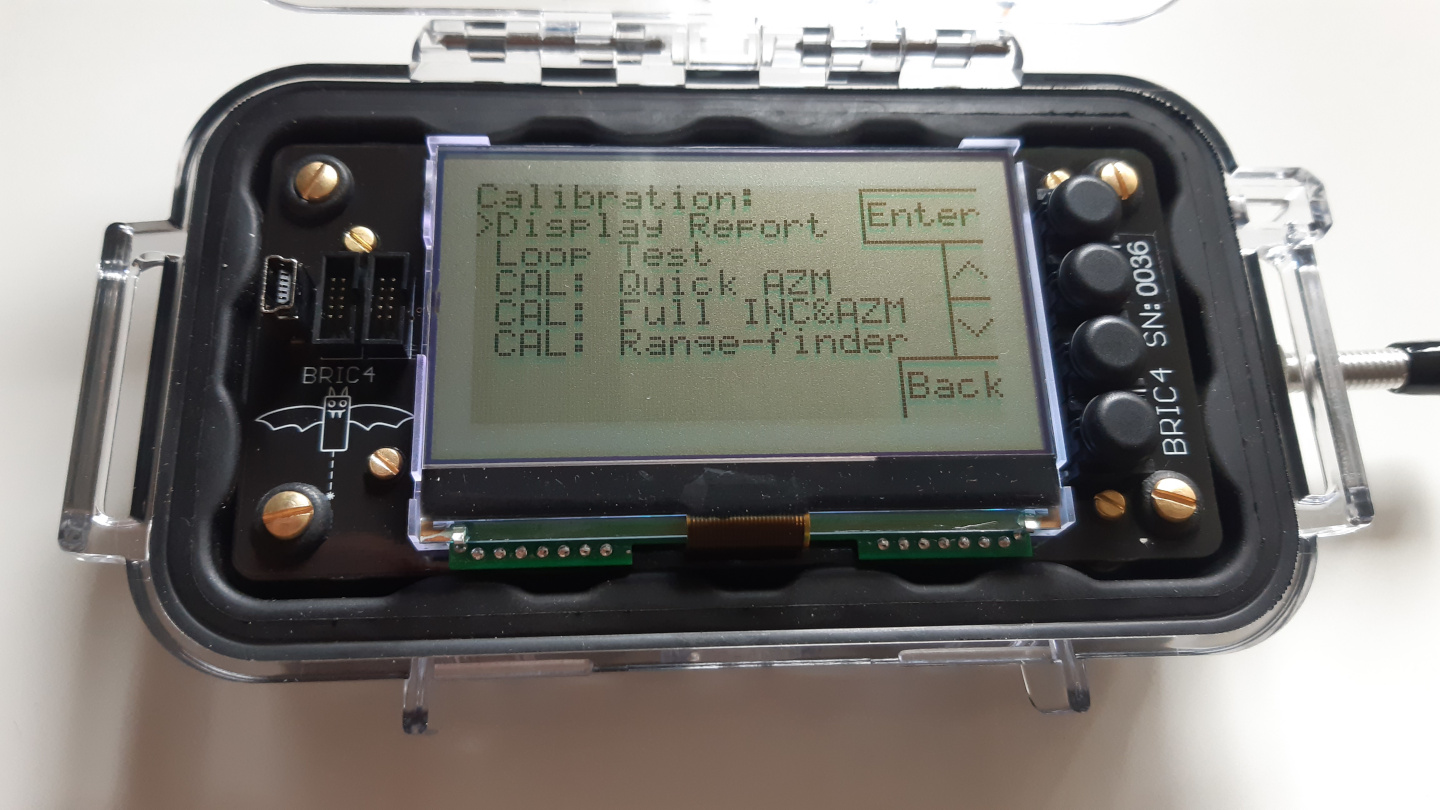 Calibration:
>Display Report
Loop Test
CAL: Quick AZM
CAL: Full INC&AZM
CAL: Range-finder
Enter
Back
BRIC4
BRIC4 SN: 0036